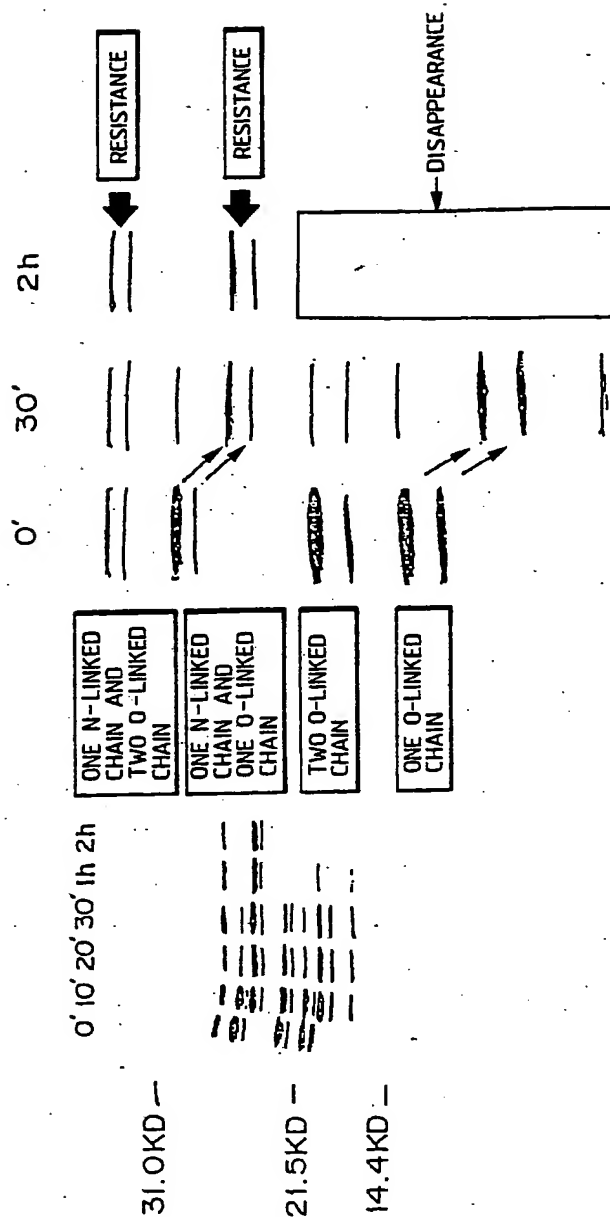 0' 10' 20' 30' 1h 2h
31.0KD
21.5KD
14.4KD
ONE N-LINKED
CHAIN AND
TWO O-LINKED
CHAIN
ONE N-LINKED
CHAIN AND
ONE O-LINKED
CHAIN
TWO O-LINKED
CHAIN
ONE O-LINKED
CHAIN
0'
30'
2h
RESISTANCE
RESISTANCE
DISAPPEARANCE